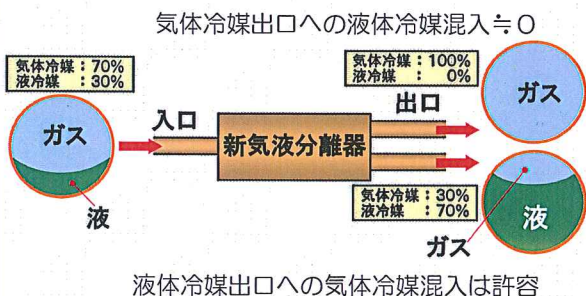 気体冷媒出口への液体冷媒混入≒0
気体冷媒:70%
液冷媒 :30%
気体冷媒:100%
液冷媒 : 0%
ガス
入口
新気液分離器
出口
ガス
液
気体冷媒:30%
液冷媒 :70%
液
ガス
液体冷媒出口への気体冷媒混入は許容